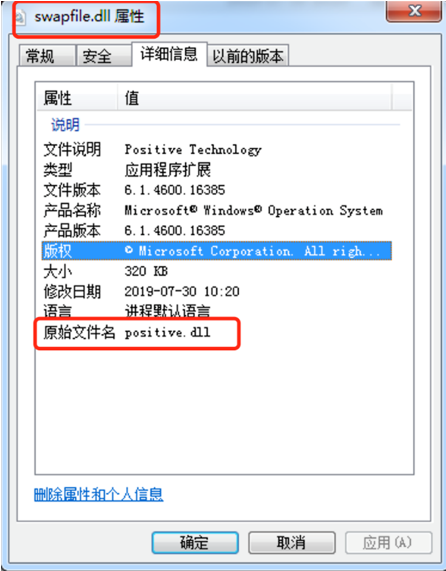 swapfile.dll 属性
常规 安全 详细信息 以前的版本
属性 值
说明
文件说明 Positive Technology
类型 应用程序扩展
文件版本 6.1.4600.16385
产品名称 Microsoft® Windows® Operation System
产品版本 6.1.4600.16385
版权 © Microsoft Corporation. All righ...
大小 320 KB
修改日期 2019-07-30 10:20
语言 进程默认语言
原始文件名 positive.dll
删除属性和个人信息
确定 取消 应用(A)